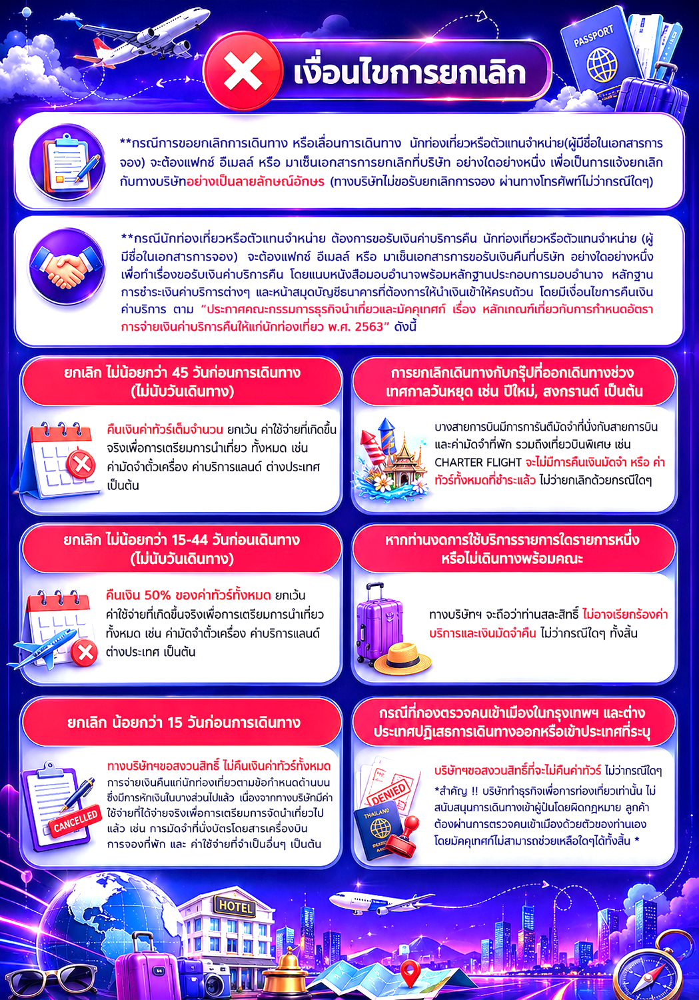 เงื่อนไขการยกเลิก
PASSPORT
**กรณีการขอยกเลิกการเดินทาง หรือเลื่อนการเดินทาง นักท่องเที่ยวหรือตัวแทนจำหน่าย(ผู้มีชื่อในเอกสารการ
จอง) จะต้องแฟกซ์ อีเมลล์ หรือ มาเซ็นเอกสารการยกเลิกที่บริษัท อย่างใดอย่างหนึ่ง เพื่อเป็นการแจ้งยกเลิก
กับทางบริษัทอย่างเป็นลายลักษณ์อักษร (ทางบริษัทไม่ขอรับยกเลิกการจอง ผ่านทางโทรศัพท์ไม่ว่ากรณีใดๆ)
**กรณีนักท่องเที่ยวหรือตัวแทนจำหน่าย ต้องการขอรับเงินค่าบริการคืน นักท่องเที่ยวหรือตัวแทนจำหน่าย (ผู้
มีชื่อในเอกสารการจอง) จะต้องแฟกซ์ อีเมลล์ หรือ มาเซ็นเอกสารการขอรับเงินคืนที่บริษัท อย่างใดอย่างหนึ่ง
เพื่อทำเรื่องขอรับเงินค่าบริการคืน โดยแนบหนังสือมอบอำนาจพร้อมหลักฐานประกอบการมอบอำนาจ หลักฐาน
การชำระเงินค่าบริการต่างๆ และหน้าสมุดบัญชีธนาคารที่ต้องการให้นำเงินเข้าให้ครบถ้วน โดยมีเงื่อนไขการคืนเงิน
ค่าบริการ ตาม “ประกาศคณะกรรมการธุรกิจนำเที่ยวและมัคคุเทศก์ เรื่อง หลักเกณฑ์เกี่ยวกับการกำหนดอัตรา
การจ่ายเงินค่าบริการคืนให้แก่นักท่องเที่ยว พ.ศ. 2563” ดังนี้
ยกเลิก ไม่น้อยกว่า 45 วันก่อนการเดินทาง
(ไม่นับวันเดินทาง)
คืนเงินค่าทัวร์เต็มจำนวน ยกเว้น ค่าใช้จ่ายที่เกิดขึ้น
จริงเพื่อการเตรียมการนำเที่ยว ทั้งหมด เช่น
ค่ามัดจำตั๋วเครื่อง ค่าบริการแลนด์ ต่างประเทศ
เป็นต้น
การยกเลิกเดินทางกับกรุ๊ปที่ออกเดินทางช่วง
เทศกาลวันหยุด เช่น ปีใหม่, สงกรานต์ เป็นต้น
บางสายการบินมีการการันตีมัดจำที่นั่งกับสายการบิน
และค่ามัดจำที่พัก รวมถึงเที่ยวบินพิเศษ เช่น
CHARTER FLIGHT จะไม่มีการคืนเงินมัดจำ หรือ ค่า
ทัวร์ทั้งหมดที่ชำระแล้ว ไม่ว่ายกเลิกด้วยกรณีใดๆ
ยกเลิก ไม่น้อยกว่า 15-44 วันก่อนเดินทาง
(ไม่นับวันเดินทาง)
คืนเงิน 50% ของค่าทัวร์ทั้งหมด ยกเว้น
ค่าใช้จ่ายที่เกิดขึ้นจริงเพื่อการเตรียมการนำเที่ยว
ทั้งหมด เช่น ค่ามัดจำตั๋วเครื่อง ค่าบริการแลนด์
ต่างประเทศ เป็นต้น
หากท่านงดการใช้บริการรายการใดรายการหนึ่ง
หรือไม่เดินทางพร้อมคณะ
ทางบริษัทฯ จะถือว่าท่านสละสิทธิ์ ไม่อาจเรียกร้องค่า
บริการและเงินมัดจำคืน ไม่ว่ากรณีใดๆ ทั้งสิ้น
ยกเลิก น้อยกว่า 15 วันก่อนการเดินทาง
ทางบริษัทฯขอสงวนสิทธิ์ ไม่คืนเงินค่าทัวร์ทั้งหมด
การจ่ายเงินคืนแก่นักท่องเที่ยวตามข้อกำหนดด้านบน
ซึ่งมีการหักเงินในบางส่วนไปแล้ว เนื่องจากทางบริษัทมีค่า
ใช้จ่ายที่ได้จ่ายจริงเพื่อการเตรียมการจัดนำเที่ยวไป
แล้ว เช่น การมัดจำที่นั่งบัตรโดยสารเครื่องบิน
การจองที่พัก และ ค่าใช้จ่ายที่จำเป็นอื่นๆ เป็นต้น
CANCELLED
กรณีที่กองตรวจคนเข้าเมืองในกรุงเทพฯ และต่าง
ประเทศปฏิเสธการเดินทางออกหรือเข้าประเทศที่ระบุ
บริษัทฯขอสงวนสิทธิ์ที่จะไม่คืนค่าทัวร์ ไม่ว่ากรณีใดๆ
*สำคัญ !! บริษัททำธุรกิจเพื่อการท่องเที่ยวเท่านั้น ไม่
สนับสนุนการเดินทางเข้าผู้ปุ่นโดยผิดกฎหมาย ลูกค้า
ต้องผ่านการตรวจคนเข้าเมืองด้วยตัวของท่านเอง
โดยมัคคุเทศก์ไม่สามารถช่วยเหลือใดๆได้ทั้งสิ้น *
DENIED
THAILAND
HOTEL